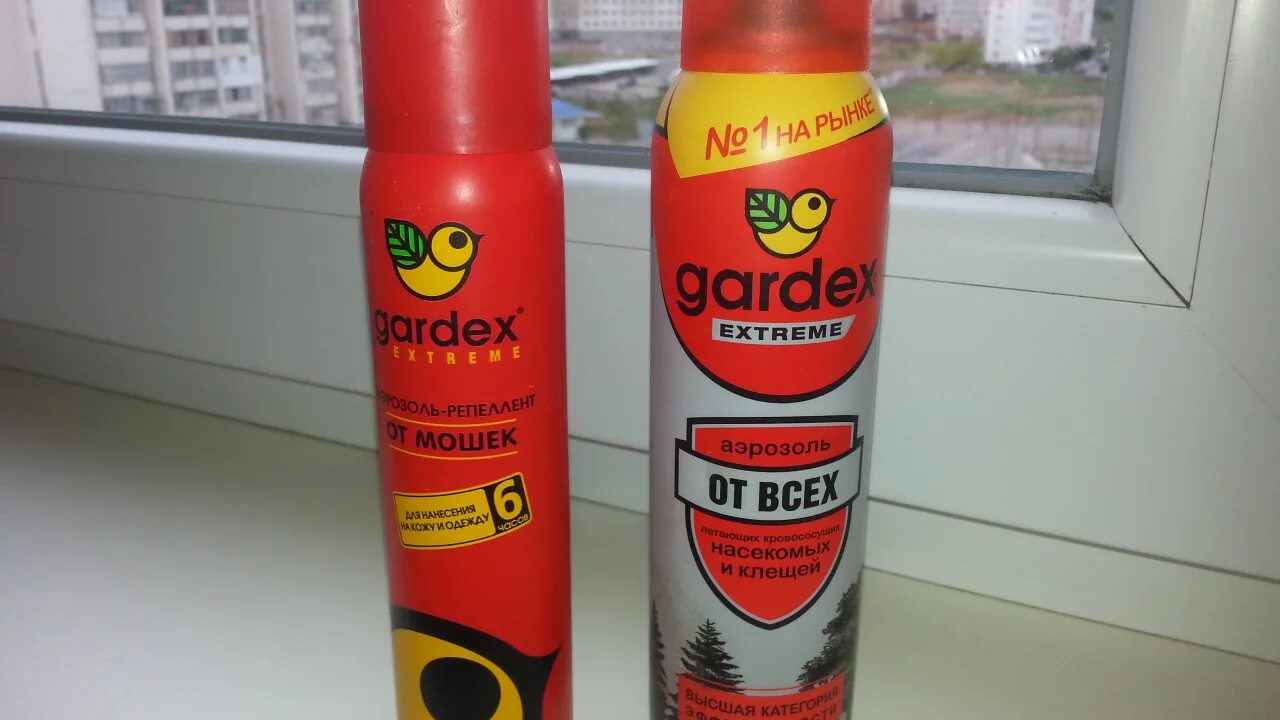 gardex®
EXTREME
АЭРОЗОЛЬ-РЕПЕЛЛЕНТ
ОТ МОШЕК
ДЛЯ НАНЕСЕНИЯ
НА КОЖУ И ОДЕЖДУ
6
часов
№1 НА РЫНКЕ
gardex
EXTREME
аэрозоль
ОТ ВСЕХ
летающих кровососущих
насекомых
и клещей
ВЫСШАЯ КАТЕГОРИЯ